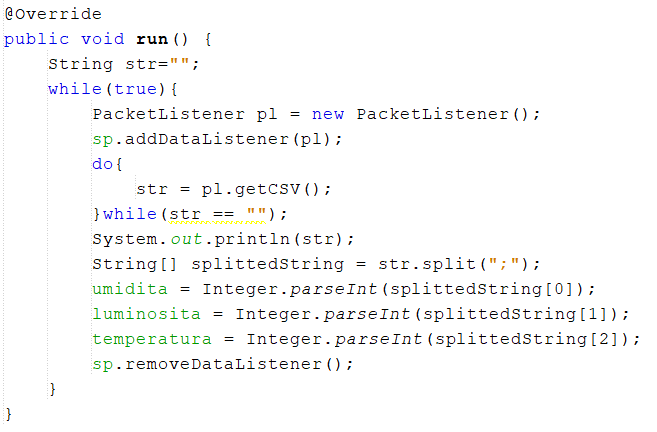 @Override
public void run() {
    String str="";
    while(true){
        PacketListener pl = new PacketListener();
        sp.addDataListener(pl);
        do{
            str = pl.getCSV();
        }while(str == "");
        System.out.println(str);
        String[] splittedString = str.split(";");
        umidita = Integer.parseInt(splittedString[0]);
        luminosita = Integer.parseInt(splittedString[1]);
        temperatura = Integer.parseInt(splittedString[2]);
        sp.removeDataListener();
    }
}